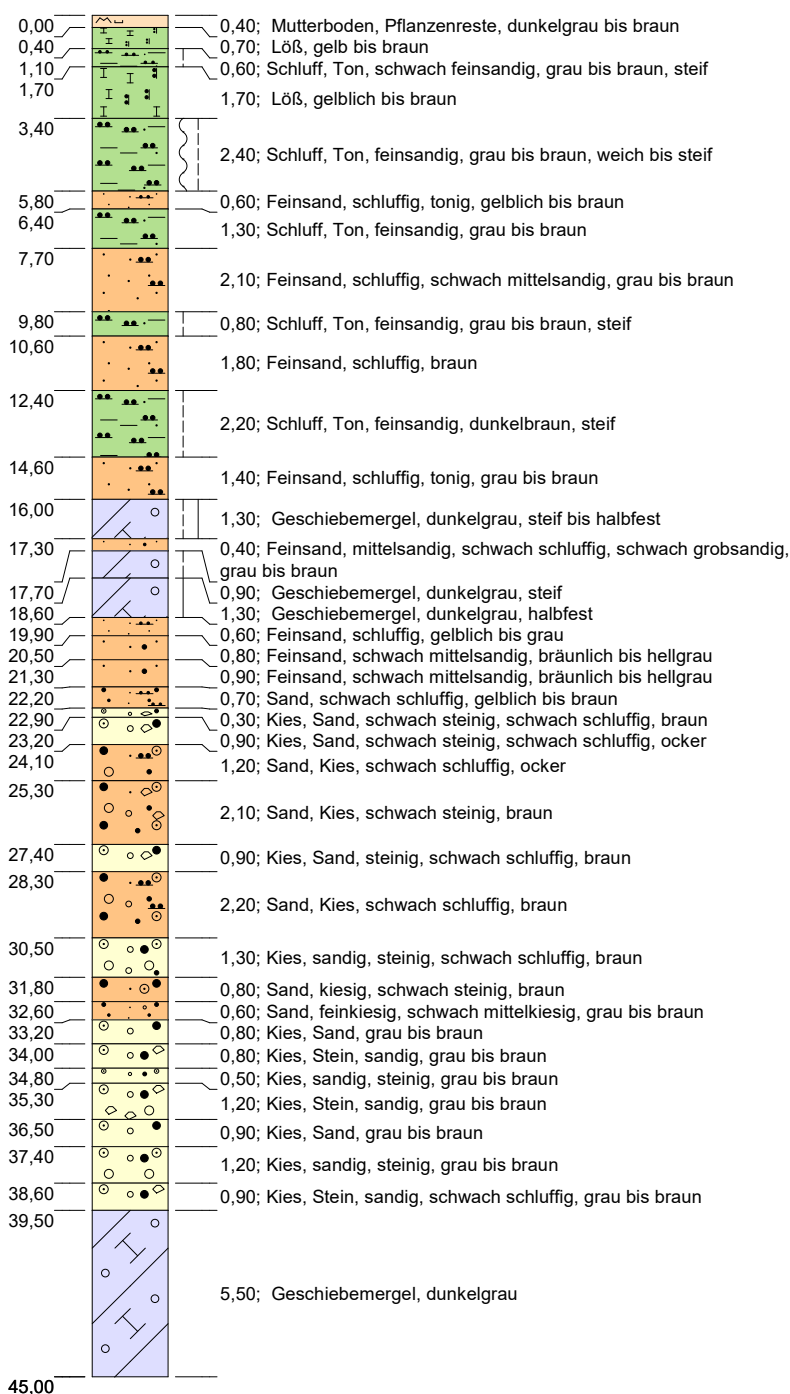 0,00 0,40; Mutterboden, Pflanzenreste, dunkelgrau bis braun
0,40 0,70; Löß, gelb bis braun
1,10 0,60; Schluff, Ton, schwach feinsandig, grau bis braun, steif
1,70 1,70; Löß, gelblich bis braun
3,40 2,40; Schluff, Ton, feinsandig, grau bis braun, weich bis steif
5,80 0,60; Feinsand, schluffig, tonig, gelblich bis braun
6,40 1,30; Schluff, Ton, feinsandig, grau bis braun
7,70 2,10; Feinsand, schluffig, schwach mittelsandig, grau bis braun
9,80 0,80; Schluff, Ton, feinsandig, grau bis braun, steif
10,60 1,80; Feinsand, schluffig, braun
12,40 2,20; Schluff, Ton, feinsandig, dunkelbraun, steif
14,60 1,40; Feinsand, schluffig, tonig, grau bis braun
16,00 1,30; Geschiebemergel, dunkelgrau, steif bis halbfest
17,30 0,40; Feinsand, mittelsandig, schwach schluffig, schwach grobsandig,
grau bis braun
17,70 0,90; Geschiebemergel, dunkelgrau, steif
18,60 1,30; Geschiebemergel, dunkelgrau, halbfest
19,90 0,60; Feinsand, schluffig, gelblich bis grau
20,50 0,80; Feinsand, schwach mittelsandig, bräunlich bis hellgrau
21,30 0,90; Feinsand, schwach mittelsandig, bräunlich bis hellgrau
22,20 0,70; Sand, schwach schluffig, gelblich bis braun
22,90 0,30; Kies, Sand, schwach steinig, schwach schluffig, braun
23,20 0,90; Kies, Sand, schwach steinig, schwach schluffig, ocker
24,10 1,20; Sand, Kies, schwach schluffig, ocker
25,30 2,10; Sand, Kies, schwach steinig, braun
27,40 0,90; Kies, Sand, steinig, schwach schluffig, braun
28,30 2,20; Sand, Kies, schwach schluffig, braun
30,50 1,30; Kies, sandig, steinig, schwach schluffig, braun
31,80 0,80; Sand, kiesig, schwach steinig, braun
32,60 0,60; Sand, feinkiesig, schwach mittelkiesig, grau bis braun
33,20 0,80; Kies, Sand, grau bis braun
34,00 0,80; Kies, Stein, sandig, grau bis braun
34,80 0,50; Kies, sandig, steinig, grau bis braun
35,30 1,20; Kies, Stein, sandig, grau bis braun
36,50 0,90; Kies, Sand, grau bis braun
37,40 1,20; Kies, sandig, steinig, grau bis braun
38,60 0,90; Kies, Stein, sandig, schwach schluffig, grau bis braun
39,50 5,50; Geschiebemergel, dunkelgrau
45,00